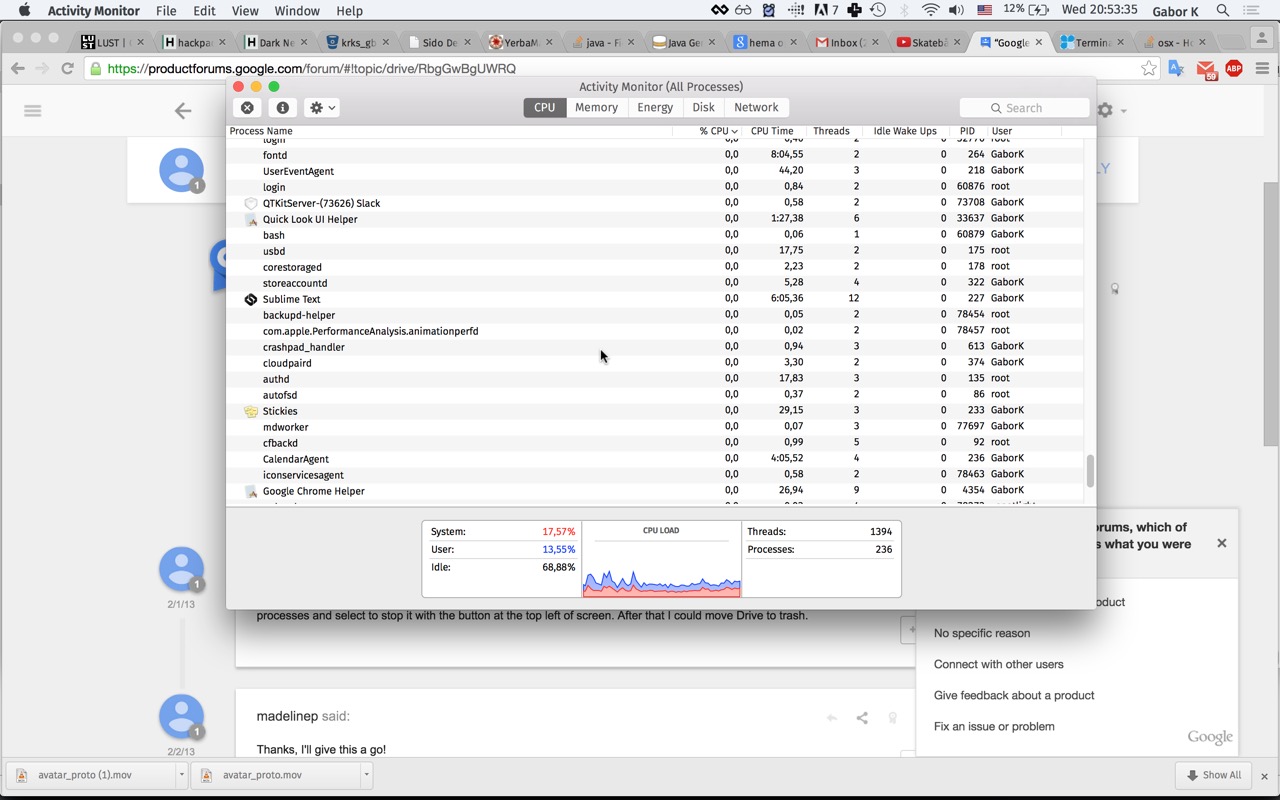 Activity Monitor File Edit View Window Help 7 12% Wed 20:53:35 Gabor K
LUST | hackpa Dark Ne krks_gt Sido De YerbaM java - Fi Java Ge hema o Inbox (2 Skateb "Google Termina osx - Ho
https://productforums.google.com/forum/#!topic/drive/RbgGwBgUWRQ 59 ABP
Activity Monitor (All Processes)
CPU Memory Energy Disk Network Search
Process Name % CPU CPU Time Threads Idle Wake Ups PID User
fontd 0,0 8:04,55 2 0 264 GaborK
UserEventAgent 0,0 44,20 3 0 218 GaborK
login 0,0 0,84 2 0 60876 root
QTKitServer-(73626) Slack 0,0 0,58 2 0 73708 GaborK
Quick Look UI Helper 0,0 1:27,38 6 0 33637 GaborK
bash 0,0 0,06 1 0 60879 GaborK
usbd 0,0 17,75 2 0 175 root
corestoraged 0,0 2,23 2 0 178 root
storeaccountd 0,0 5,28 4 0 322 GaborK
Sublime Text 0,0 6:05,36 12 0 227 GaborK
backupd-helper 0,0 0,05 2 0 78454 root
com.apple.PerformanceAnalysis.animationperfd 0,0 0,02 2 0 78457 root
crashpad_handler 0,0 0,94 3 0 613 GaborK
cloudpaird 0,0 3,30 2 0 374 GaborK
authd 0,0 17,83 3 0 135 root
autofsd 0,0 0,37 2 0 86 root
Stickies 0,0 29,15 3 0 233 GaborK
mdworker 0,0 0,07 3 0 77697 GaborK
cfbackd 0,0 0,99 5 0 92 root
CalendarAgent 0,0 4:05,52 4 0 236 GaborK
iconservicesagent 0,0 0,58 2 0 78463 GaborK
Google Chrome Helper 0,0 26,94 9 0 4354 GaborK
System: 17,57% CPU LOAD Threads: 1394
User: 13,55% Processes: 236
Idle: 68,88%
1
LY
orums, which of
s what you were
oduct
No specific reason
Connect with other users
Give feedback about a product
Fix an issue or problem
Google
1
2/1/13
processes and select to stop it with the button at the top left of screen. After that I could move Drive to trash.
1
2/2/13
madelinep said:
Thanks, I'll give this a go!
avatar_proto (1).mov avatar_proto.mov Show All